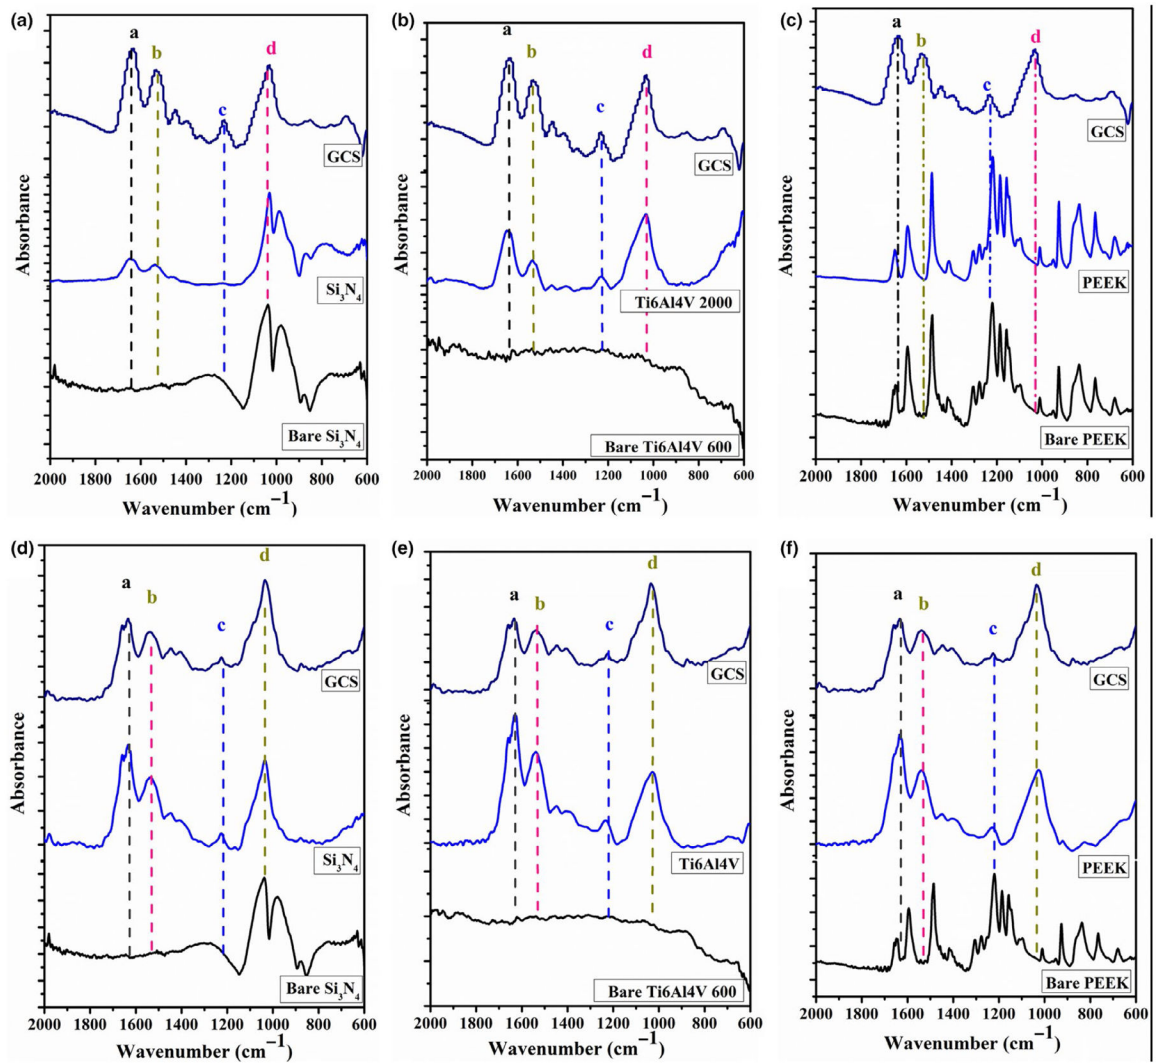 (a)
a
b
c
d
GCS
Si₃N₄
Bare Si₃N₄
Absorbance
2000 1800 1600 1400 1200 1000 800 600
Wavenumber (cm⁻¹)
(b)
a
b
c
d
GCS
Ti6Al4V 2000
Bare Ti6Al4V 600
Absorbance
2000 1800 1600 1400 1200 1000 800 600
Wavenumber (cm⁻¹)
(c)
a
b
c
d
GCS
PEEK
Bare PEEK
Absorbance
2000 1800 1600 1400 1200 1000 800 600
Wavenumber (cm⁻¹)
(d)
a
b
c
d
GCS
Si₃N₄
Bare Si₃N₄
Absorbance
2000 1800 1600 1400 1200 1000 800 600
Wavenumber (cm⁻¹)
(e)
a
b
c
d
GCS
Ti6Al4V
Bare Ti6Al4V 600
Absorbance
2000 1800 1600 1400 1200 1000 800 600
Wavenumber (cm⁻¹)
(f)
a
b
c
d
GCS
PEEK
Bare PEEK
Absorbance
2000 1800 1600 1400 1200 1000 800 600
Wavenumber (cm⁻¹)